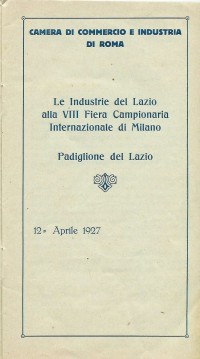 CAMERA DI COMMERCIO E INDUSTRIA
DI ROMA
Le Industrie del Lazio
alla VIII Fiera Campionaria
Internazionale di Milano
Padiglione del Lazio
12 Aprile 1927